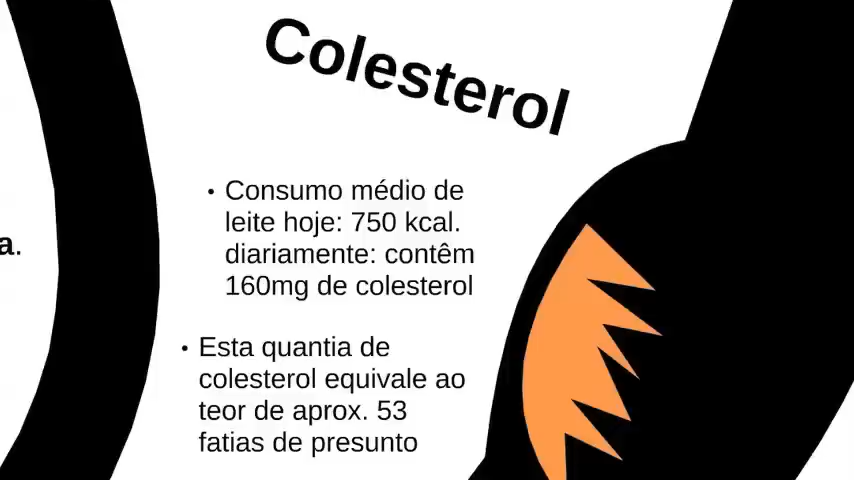 Colesterol
a.
• Consumo médio de
leite hoje: 750 kcal.
diariamente: contêm
160mg de colesterol
• Esta quantia de
colesterol equivale ao
teor de aprox. 53
fatias de presunto